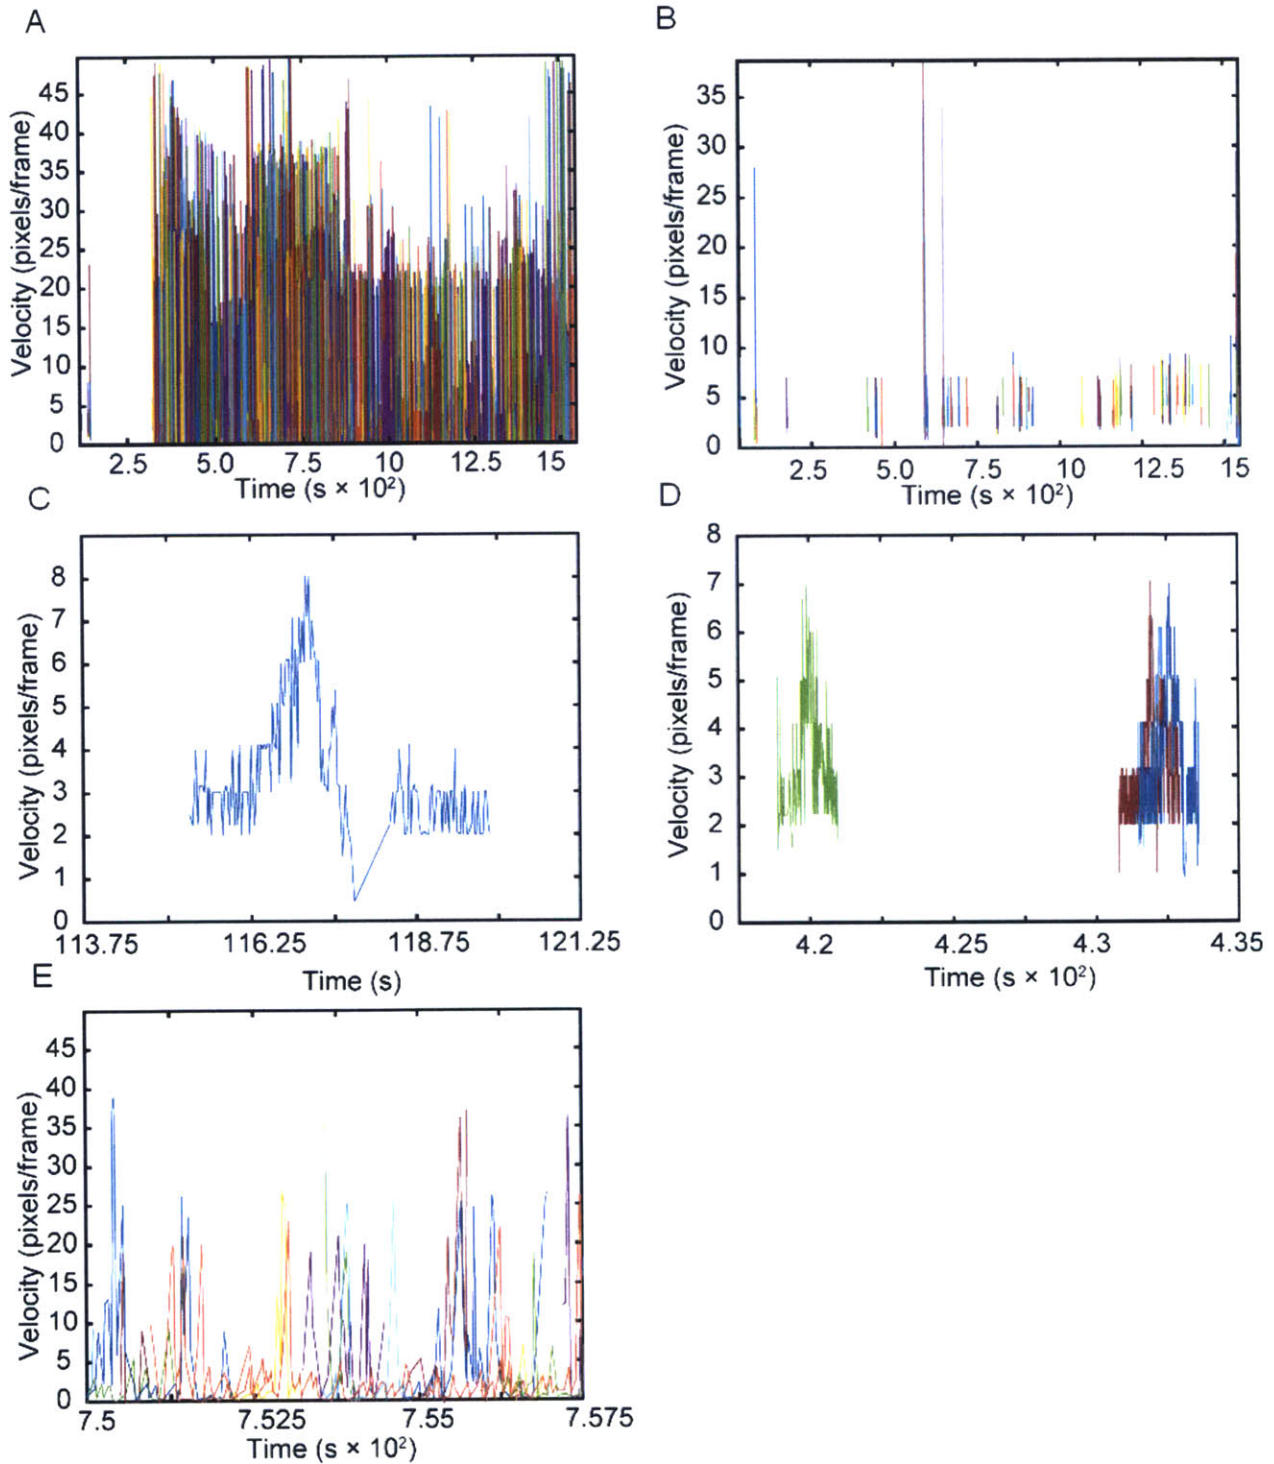 A
Velocity (pixels/frame)
45
40
35
30
25
20
15
10
5
0
2.5 5.0 7.5 10 12.5 15
Time (s × 10²)
B
Velocity (pixels/frame)
35
30
25
20
15
10
5
0
2.5 5.0 7.5 10 12.5 15
Time (s × 10²)
C
Velocity (pixels/frame)
8
7
6
5
4
3
2
1
0
113.75 116.25 118.75 121.25
Time (s)
D
Velocity (pixels/frame)
8
7
6
5
4
3
2
1
0
4.2 4.25 4.3 4.35
Time (s × 10²)
E
Velocity (pixels/frame)
45
40
35
30
25
20
15
10
5
0
7.5 7.525 7.55 7.575
Time (s × 10²)